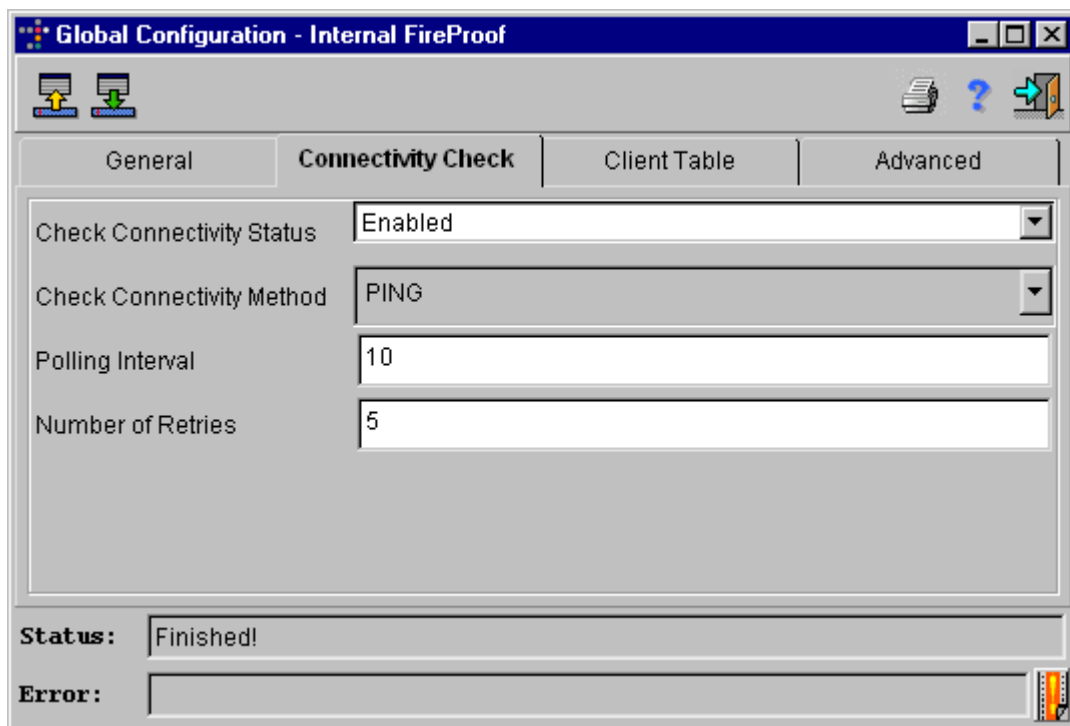 Global Configuration - Internal FireProof
General
Connectivity Check
Client Table
Advanced
Check Connectivity Status
Enabled
Check Connectivity Method
PING
Polling Interval
10
Number of Retries
5
Status:
Finished!
Error: